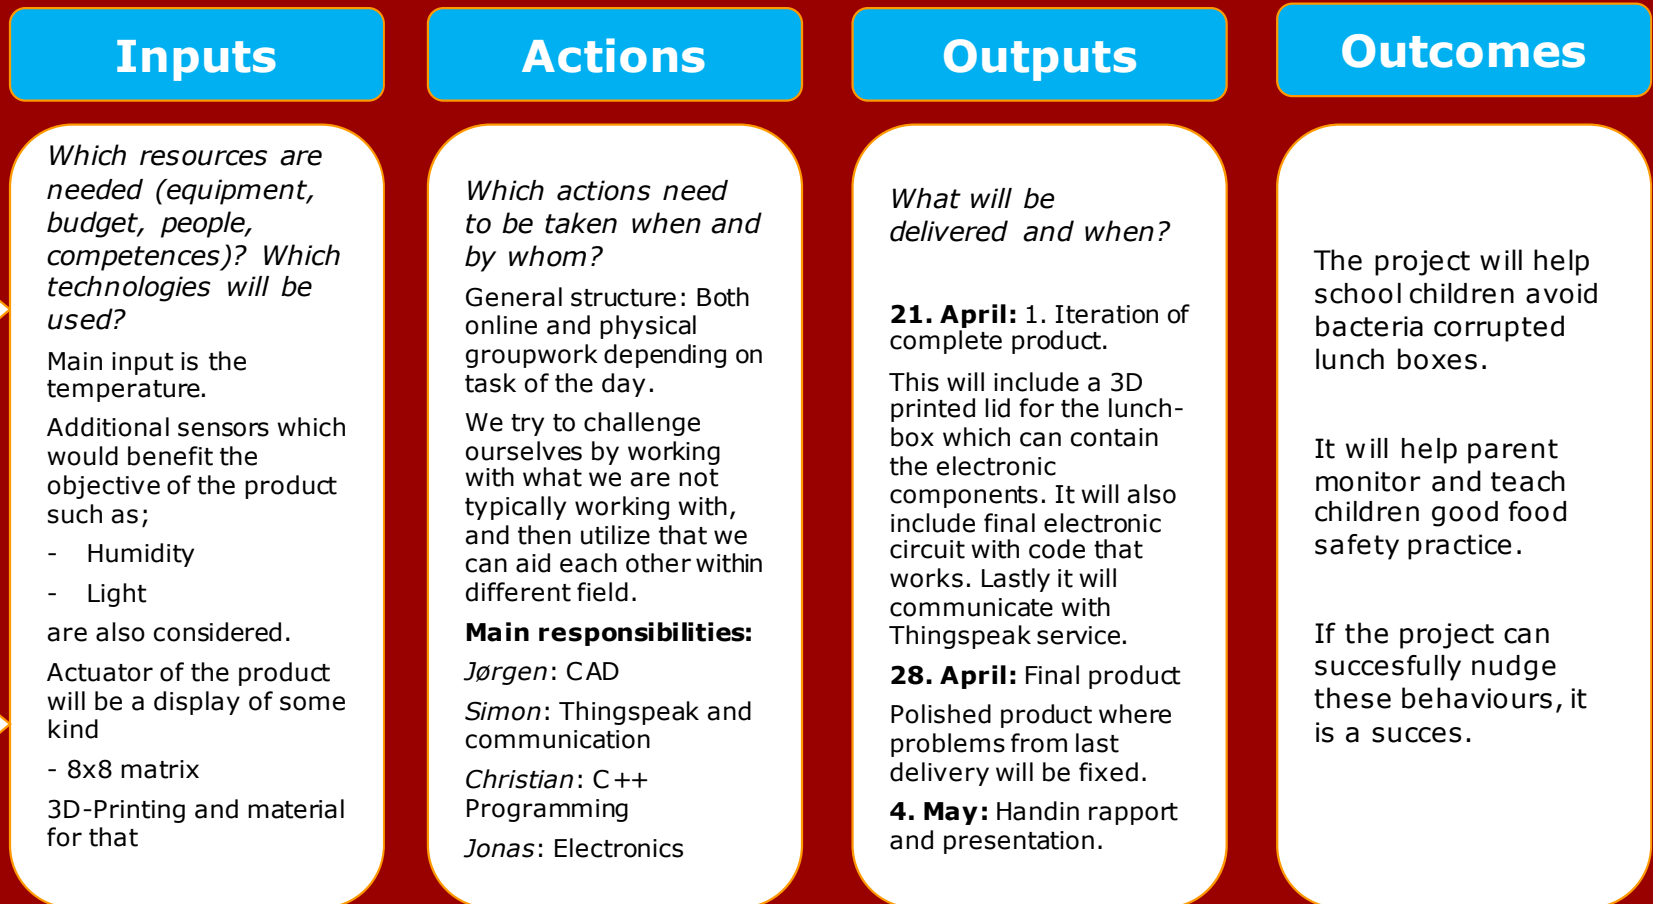 Inputs
Which resources are
needed (equipment,
budget, people,
competences)? Which
technologies will be
used?
Main input is the
temperature.
Additional sensors which
would benefit the
objective of the product
such as;
- Humidity
- Light
are also considered.
Actuator of the product
will be a display of some
kind
- 8x8 matrix
3D-Printing and material
for that
Actions
Which actions need
to be taken when and
by whom?
General structure: Both
online and physical
groupwork depending on
task of the day.
We try to challenge
ourselves by working
with what we are not
typically working with,
and then utilize that we
can aid each other within
different field.
Main responsibilities:
Jørgen: CAD
Simon: Thingspeak and
communication
Christian: C++
Programming
Jonas: Electronics
Outputs
What will be
delivered and when?
21. April: 1. Iteration of
complete product.
This will include a 3D
printed lid for the lunch-
box which can contain
the electronic
components. It will also
include final electronic
circuit with code that
works. Lastly it will
communicate with
Thingspeak service.
28. April: Final product
Polished product where
problems from last
delivery will be fixed.
4. May: Handin rapport
and presentation.
Outcomes
The project will help
school children avoid
bacteria corrupted
lunch boxes.
It will help parent
monitor and teach
children good food
safety practice.
If the project can
succesfully nudge
these behaviours, it
is a succes.